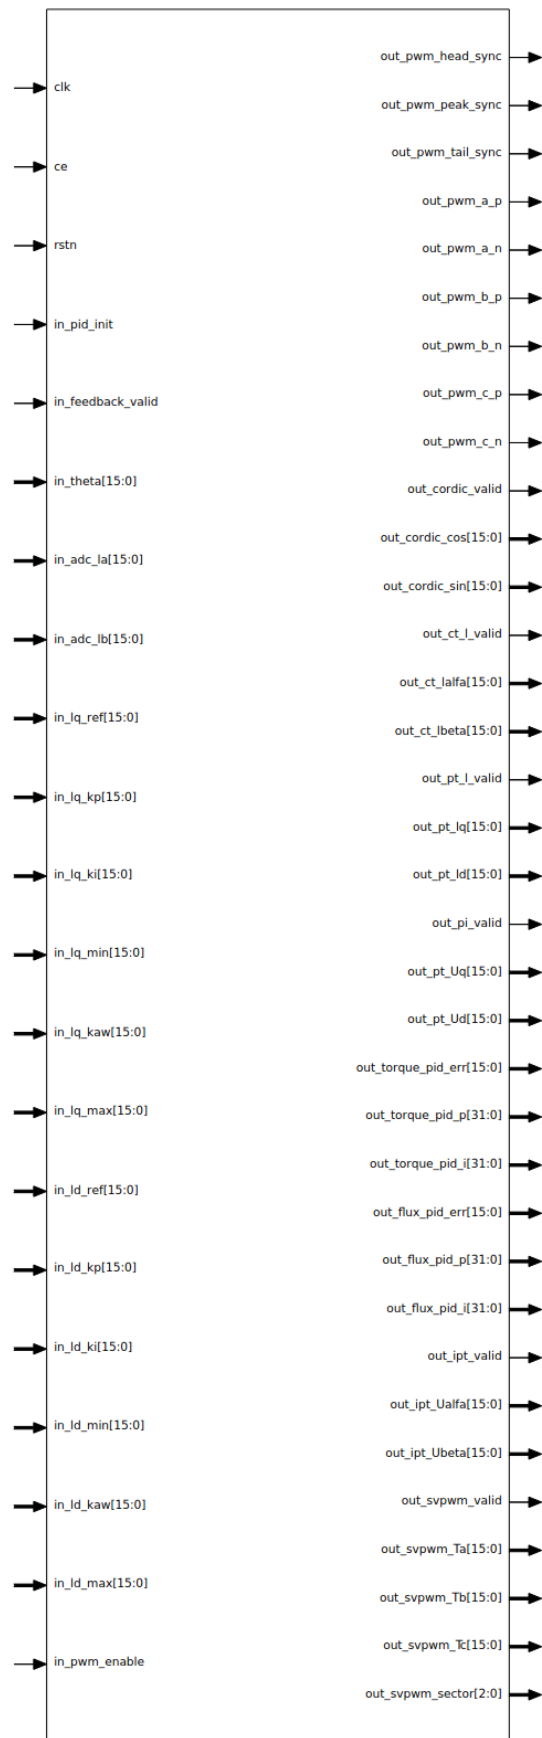 clk
ce
rstn
in_pid_init
in_feedback_valid
in_theta[15:0]
in_adc_Ia[15:0]
in_adc_Ib[15:0]
in_Iq_ref[15:0]
in_Iq_kp[15:0]
in_Iq_ki[15:0]
in_Iq_min[15:0]
in_Iq_kaw[15:0]
in_Iq_max[15:0]
in_Id_ref[15:0]
in_Id_kp[15:0]
in_Id_ki[15:0]
in_Id_min[15:0]
in_Id_kaw[15:0]
in_Id_max[15:0]
in_pwm_enable
out_pwm_head_sync
out_pwm_peak_sync
out_pwm_tail_sync
out_pwm_a_p
out_pwm_a_n
out_pwm_b_p
out_pwm_b_n
out_pwm_c_p
out_pwm_c_n
out_cordic_valid
out_cordic_cos[15:0]
out_cordic_sin[15:0]
out_ct_I_valid
out_ct_Ialfa[15:0]
out_ct_Ibeta[15:0]
out_pt_I_valid
out_pt_Iq[15:0]
out_pt_Id[15:0]
out_pi_valid
out_pt_Uq[15:0]
out_pt_Ud[15:0]
out_torque_pid_err[15:0]
out_torque_pid_p[31:0]
out_torque_pid_i[31:0]
out_flux_pid_err[15:0]
out_flux_pid_p[31:0]
out_flux_pid_i[31:0]
out_ipt_valid
out_ipt_Ualfa[15:0]
out_ipt_Ubeta[15:0]
out_svpwm_valid
out_svpwm_Ta[15:0]
out_svpwm_Tb[15:0]
out_svpwm_Tc[15:0]
out_svpwm_sector[2:0]